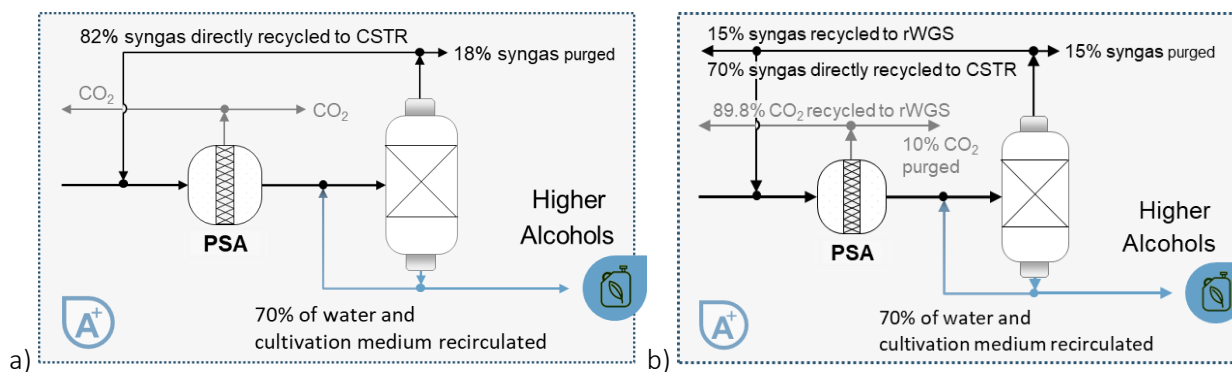 82% syngas directly recycled to CSTR
18% syngas purged
CO₂
CO₂
PSA
Higher
Alcohols
A+
70% of water and
cultivation medium recirculated
a)
15% syngas recycled to rWGS
15% syngas purged
70% syngas directly recycled to CSTR
89.8% CO₂ recycled to rWGS
10% CO₂
purged
PSA
Higher
Alcohols
A+
70% of water and
cultivation medium recirculated
b)